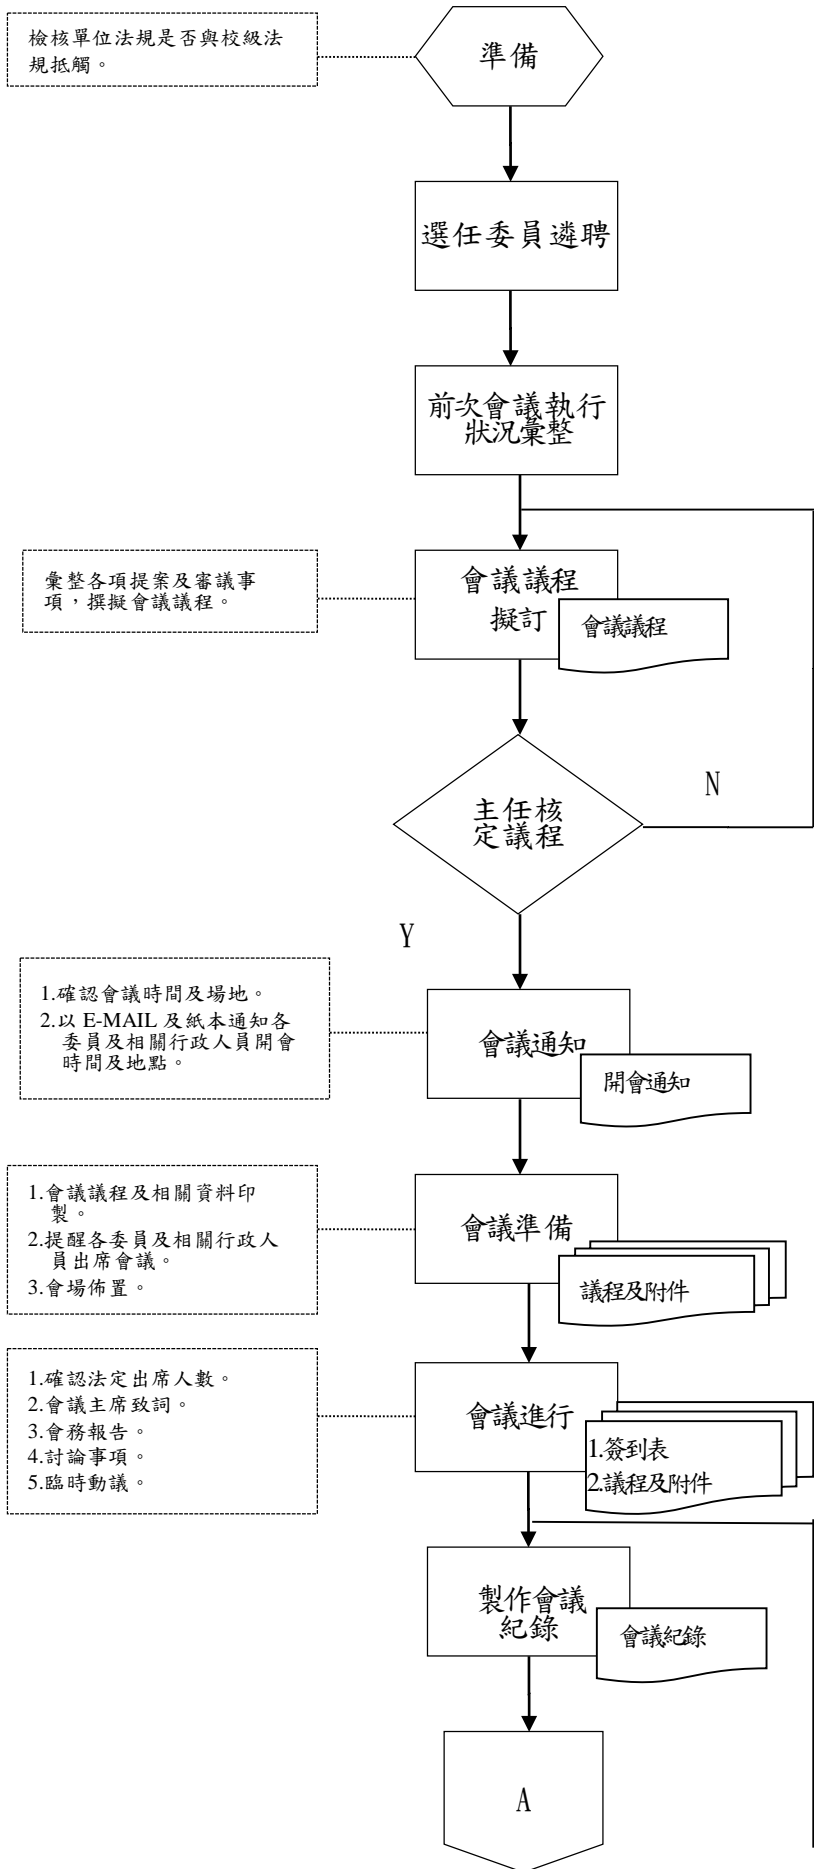 檢核單位法規是否與校級法
規抵觸。
準備
選任委員遴聘
前次會議執行
狀況彙整
彙整各項提案及審議事
項，撰擬會議議程。
會議議程
擬訂
會議議程
主任核
定議程
N
Y
1.確認會議時間及場地。
2.以 E-MAIL 及紙本通知各
委員及相關行政人員開會
時間及地點。
會議通知
開會通知
1.會議議程及相關資料印
製。
2.提醒各委員及相關行政人
員出席會議。
3.會場佈置。
會議準備
議程及附件
1.確認法定出席人數。
2.會議主席致詞。
3.會務報告。
4.討論事項。
5.臨時動議。
會議進行
1.簽到表
2.議程及附件
製作會議
紀錄
會議紀錄
A